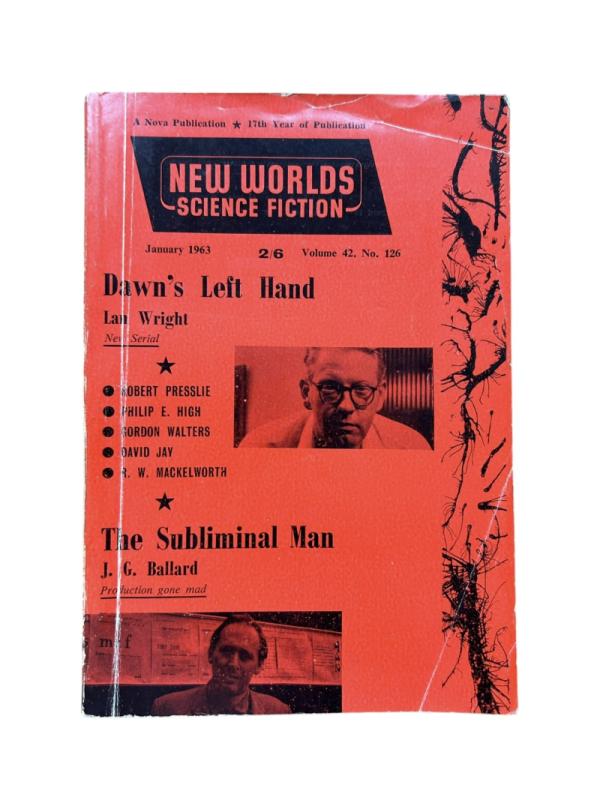 A Nova Publication ★ 17th Year of Publication
NEW WORLDS
SCIENCE FICTION
January 1963 2/6 Volume 42. No. 126
Dawn's Left Hand
Lan Wright
New Serial
★
● ROBERT PRESSLIE
● PHILIP E. HIGH
● GORDON WALTERS
● DAVID JAY
● R. W. MACKELWORTH
★
The Subliminal Man
J. G. Ballard
Production gone mad